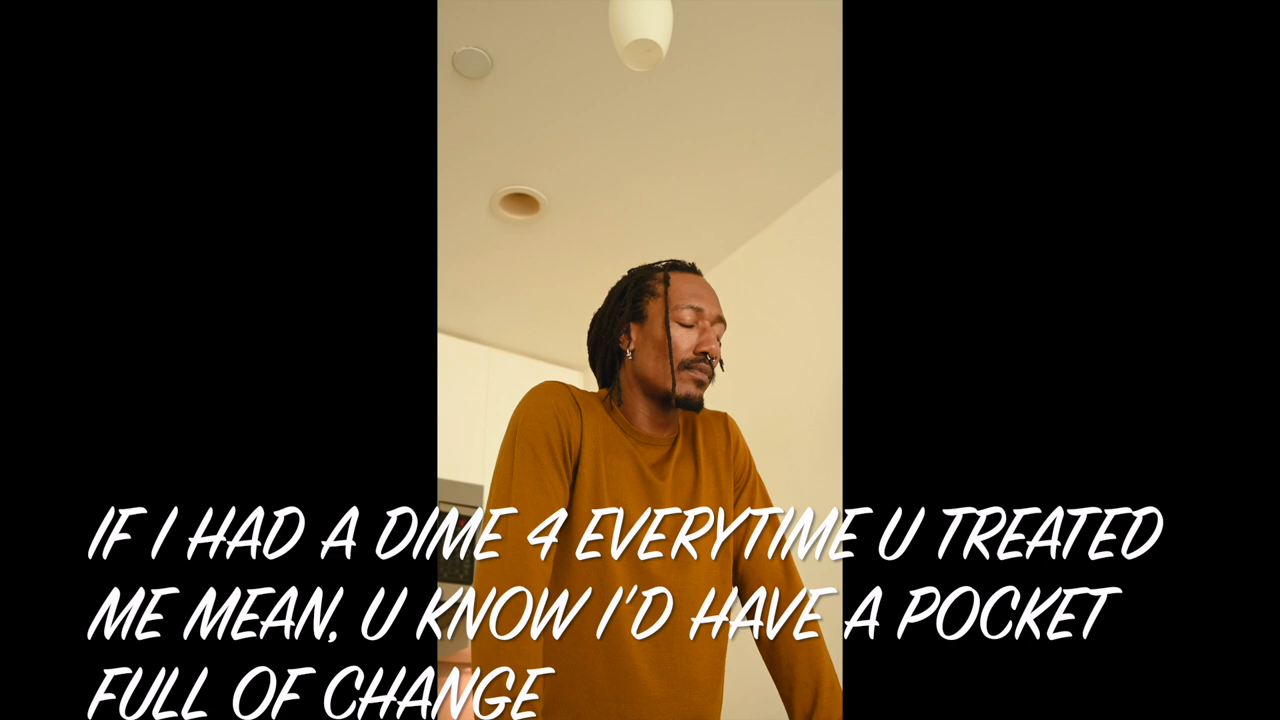 IF I HAD A DIME 4 EVERYTIME U TREATED
ME MEAN, U KNOW I'D HAVE A POCKET
FULL OF CHANGE